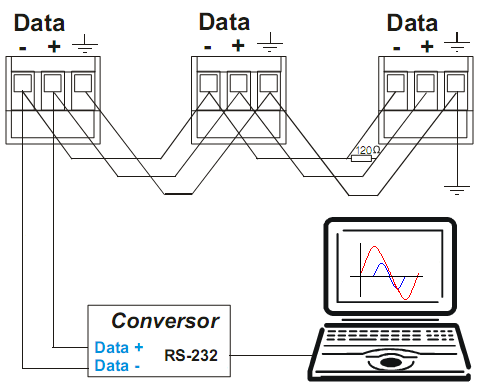 Data Data Data
- + - + - +
120Ω
Conversor
Data + RS-232
Data -